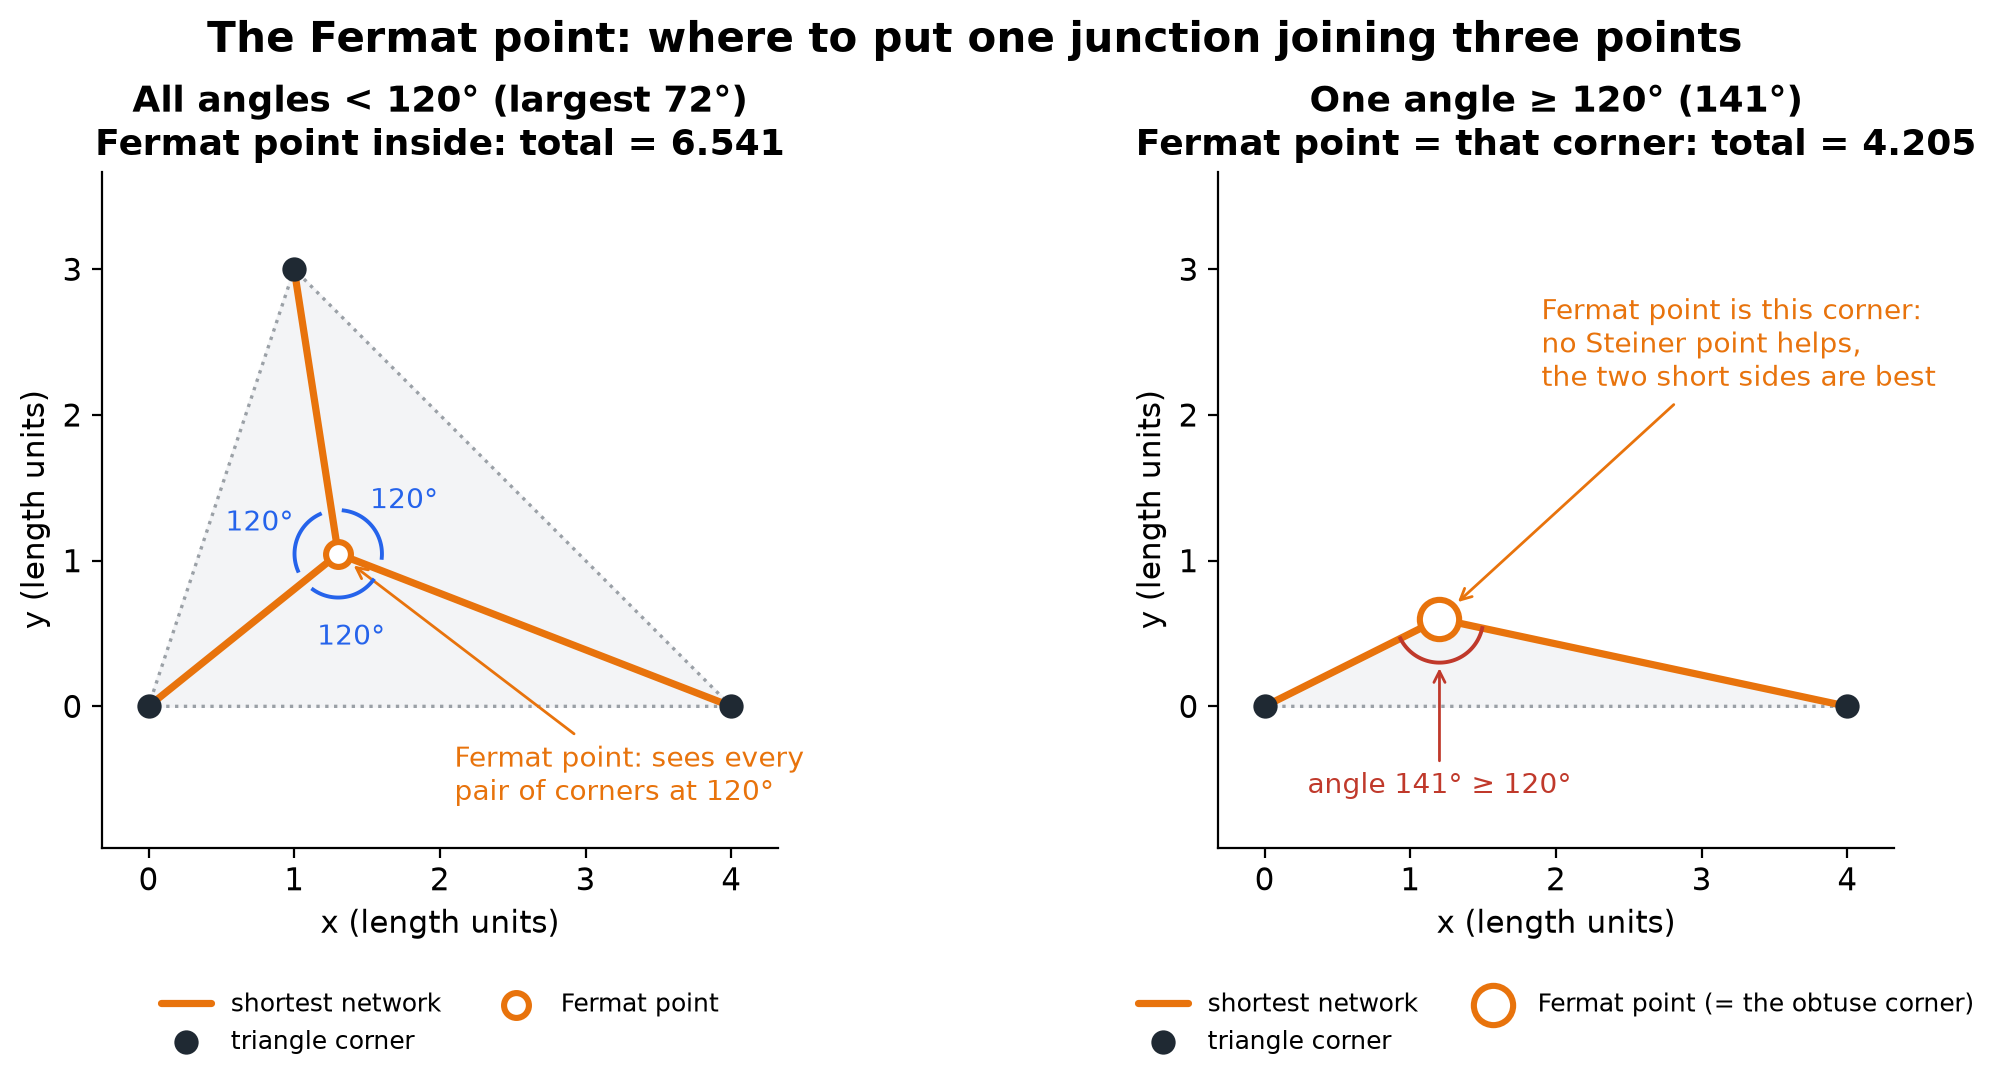 The Fermat point: where to put one junction joining three points
All angles < 120° (largest 72°)
Fermat point inside: total = 6.541
y (length units)
3
2
1
0
120°
120°
120°
Fermat point: sees every
pair of corners at 120°
0 1 2 3 4
x (length units)
shortest network
triangle corner
Fermat point
One angle ≥ 120° (141°)
Fermat point = that corner: total = 4.205
y (length units)
3
2
1
0
Fermat point is this corner:
no Steiner point helps,
the two short sides are best
angle 141° ≥ 120°
0 1 2 3 4
x (length units)
shortest network
triangle corner
Fermat point (= the obtuse corner)